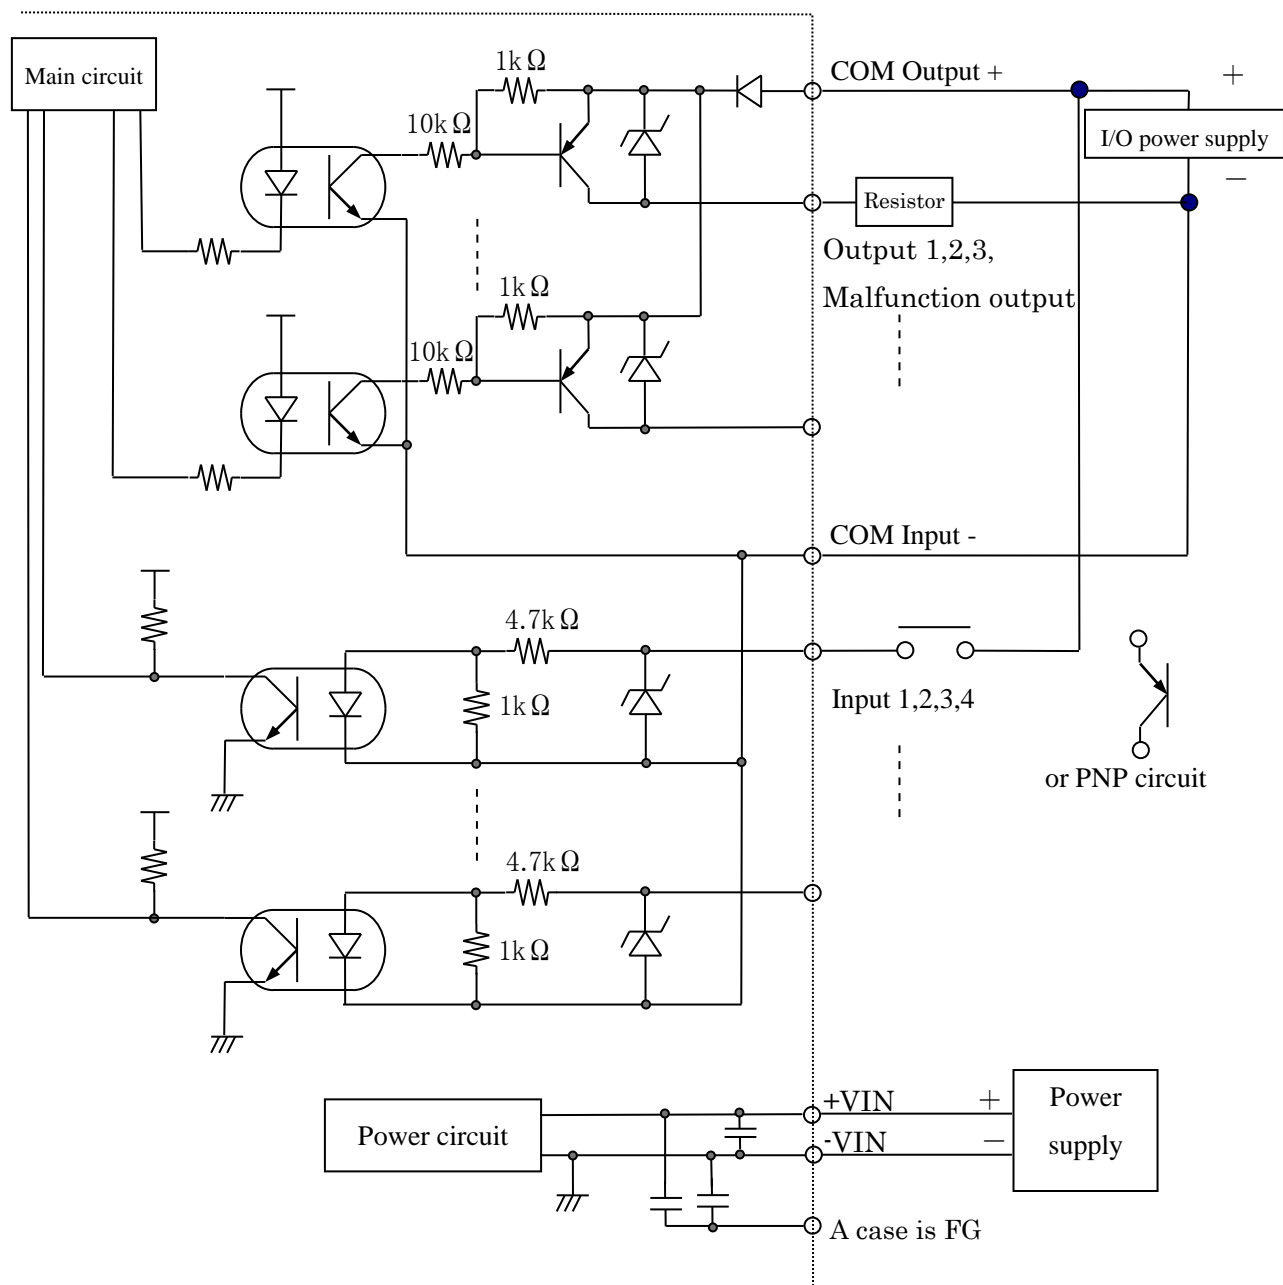 Main circuit
1kΩ
COM Output +
+
10kΩ
I/O power supply
−
Resistor
Output 1,2,3,
1kΩ
Malfunction output
10kΩ
COM Input -
4.7kΩ
1kΩ
Input 1,2,3,4
or PNP circuit
4.7kΩ
1kΩ
+VIN
+
Power
supply
Power circuit
-VIN
−
A case is FG